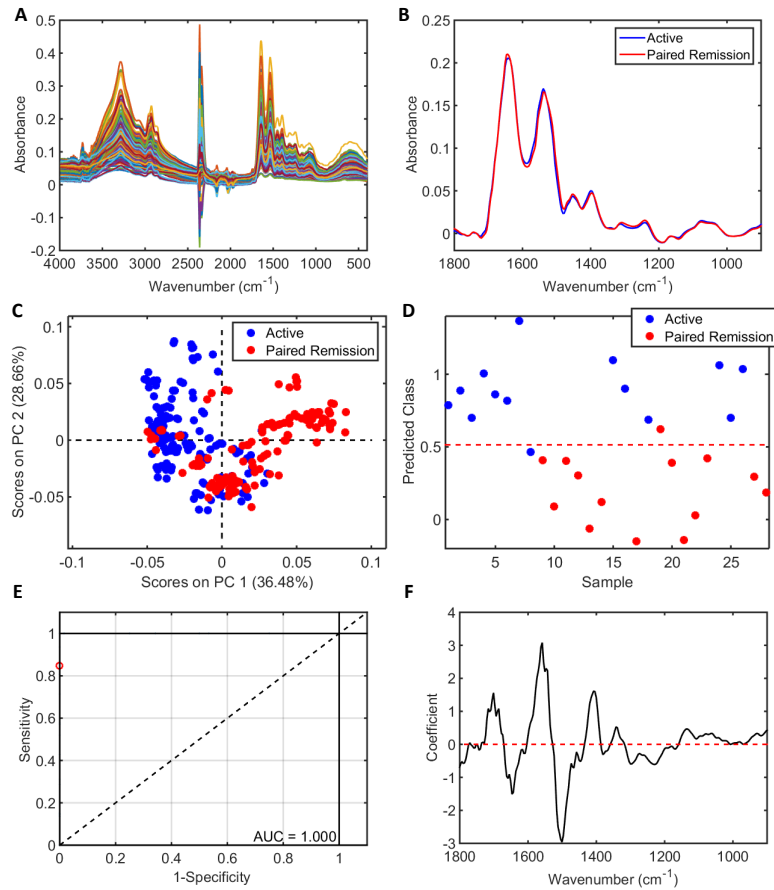 A
0.5
0.4
0.3
0.2
0.1
0
-0.1
-0.2
Absorbance
4000 3500 3000 2500 2000 1500 1000 500
Wavenumber (cm-1)
B
Active
Paired Remission
0.25
0.2
0.15
0.1
0.05
0
Absorbance
1800 1600 1400 1200 1000
Wavenumber (cm-1)
C
Active
Paired Remission
0.1
0.05
0
-0.05
Scores on PC 2 (28.66%)
-0.1 -0.05 0 0.05 0.1
Scores on PC 1 (36.48%)
D
Active
Paired Remission
1
0.5
0
Predicted Class
5 10 15 20 25
Sample
E
1
0.8
0.6
0.4
0.2
0
Sensitivity
AUC = 1.000
0 0.2 0.4 0.6 0.8 1
1-Specificity
F
4
3
2
1
0
-1
-2
-3
Coefficient
1800 1600 1400 1200 1000
Wavenumber (cm-1)